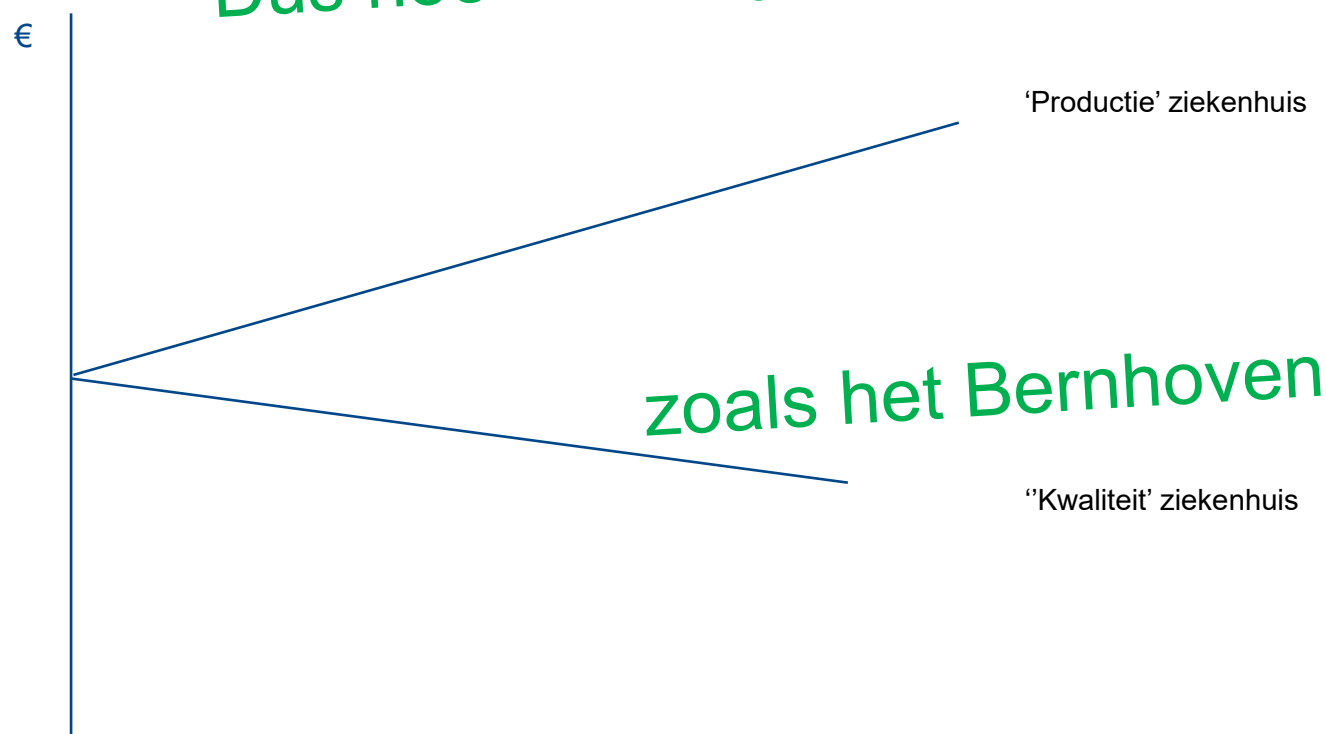 €
‘Productie’ ziekenhuis
zoals het Bernhoven
‘’Kwaliteit’ ziekenhuis